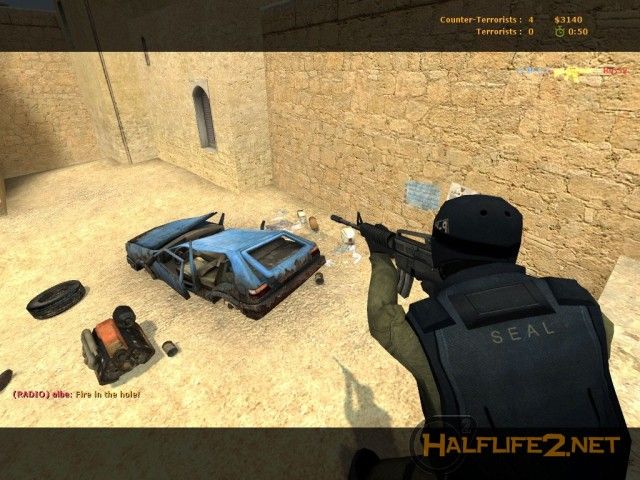 Counter-Terrorists : 4 $3140
Terrorists : 0 0:50
SEAL
(RADIO) albe: Fire in the hole!
HALFLIFE2.NET